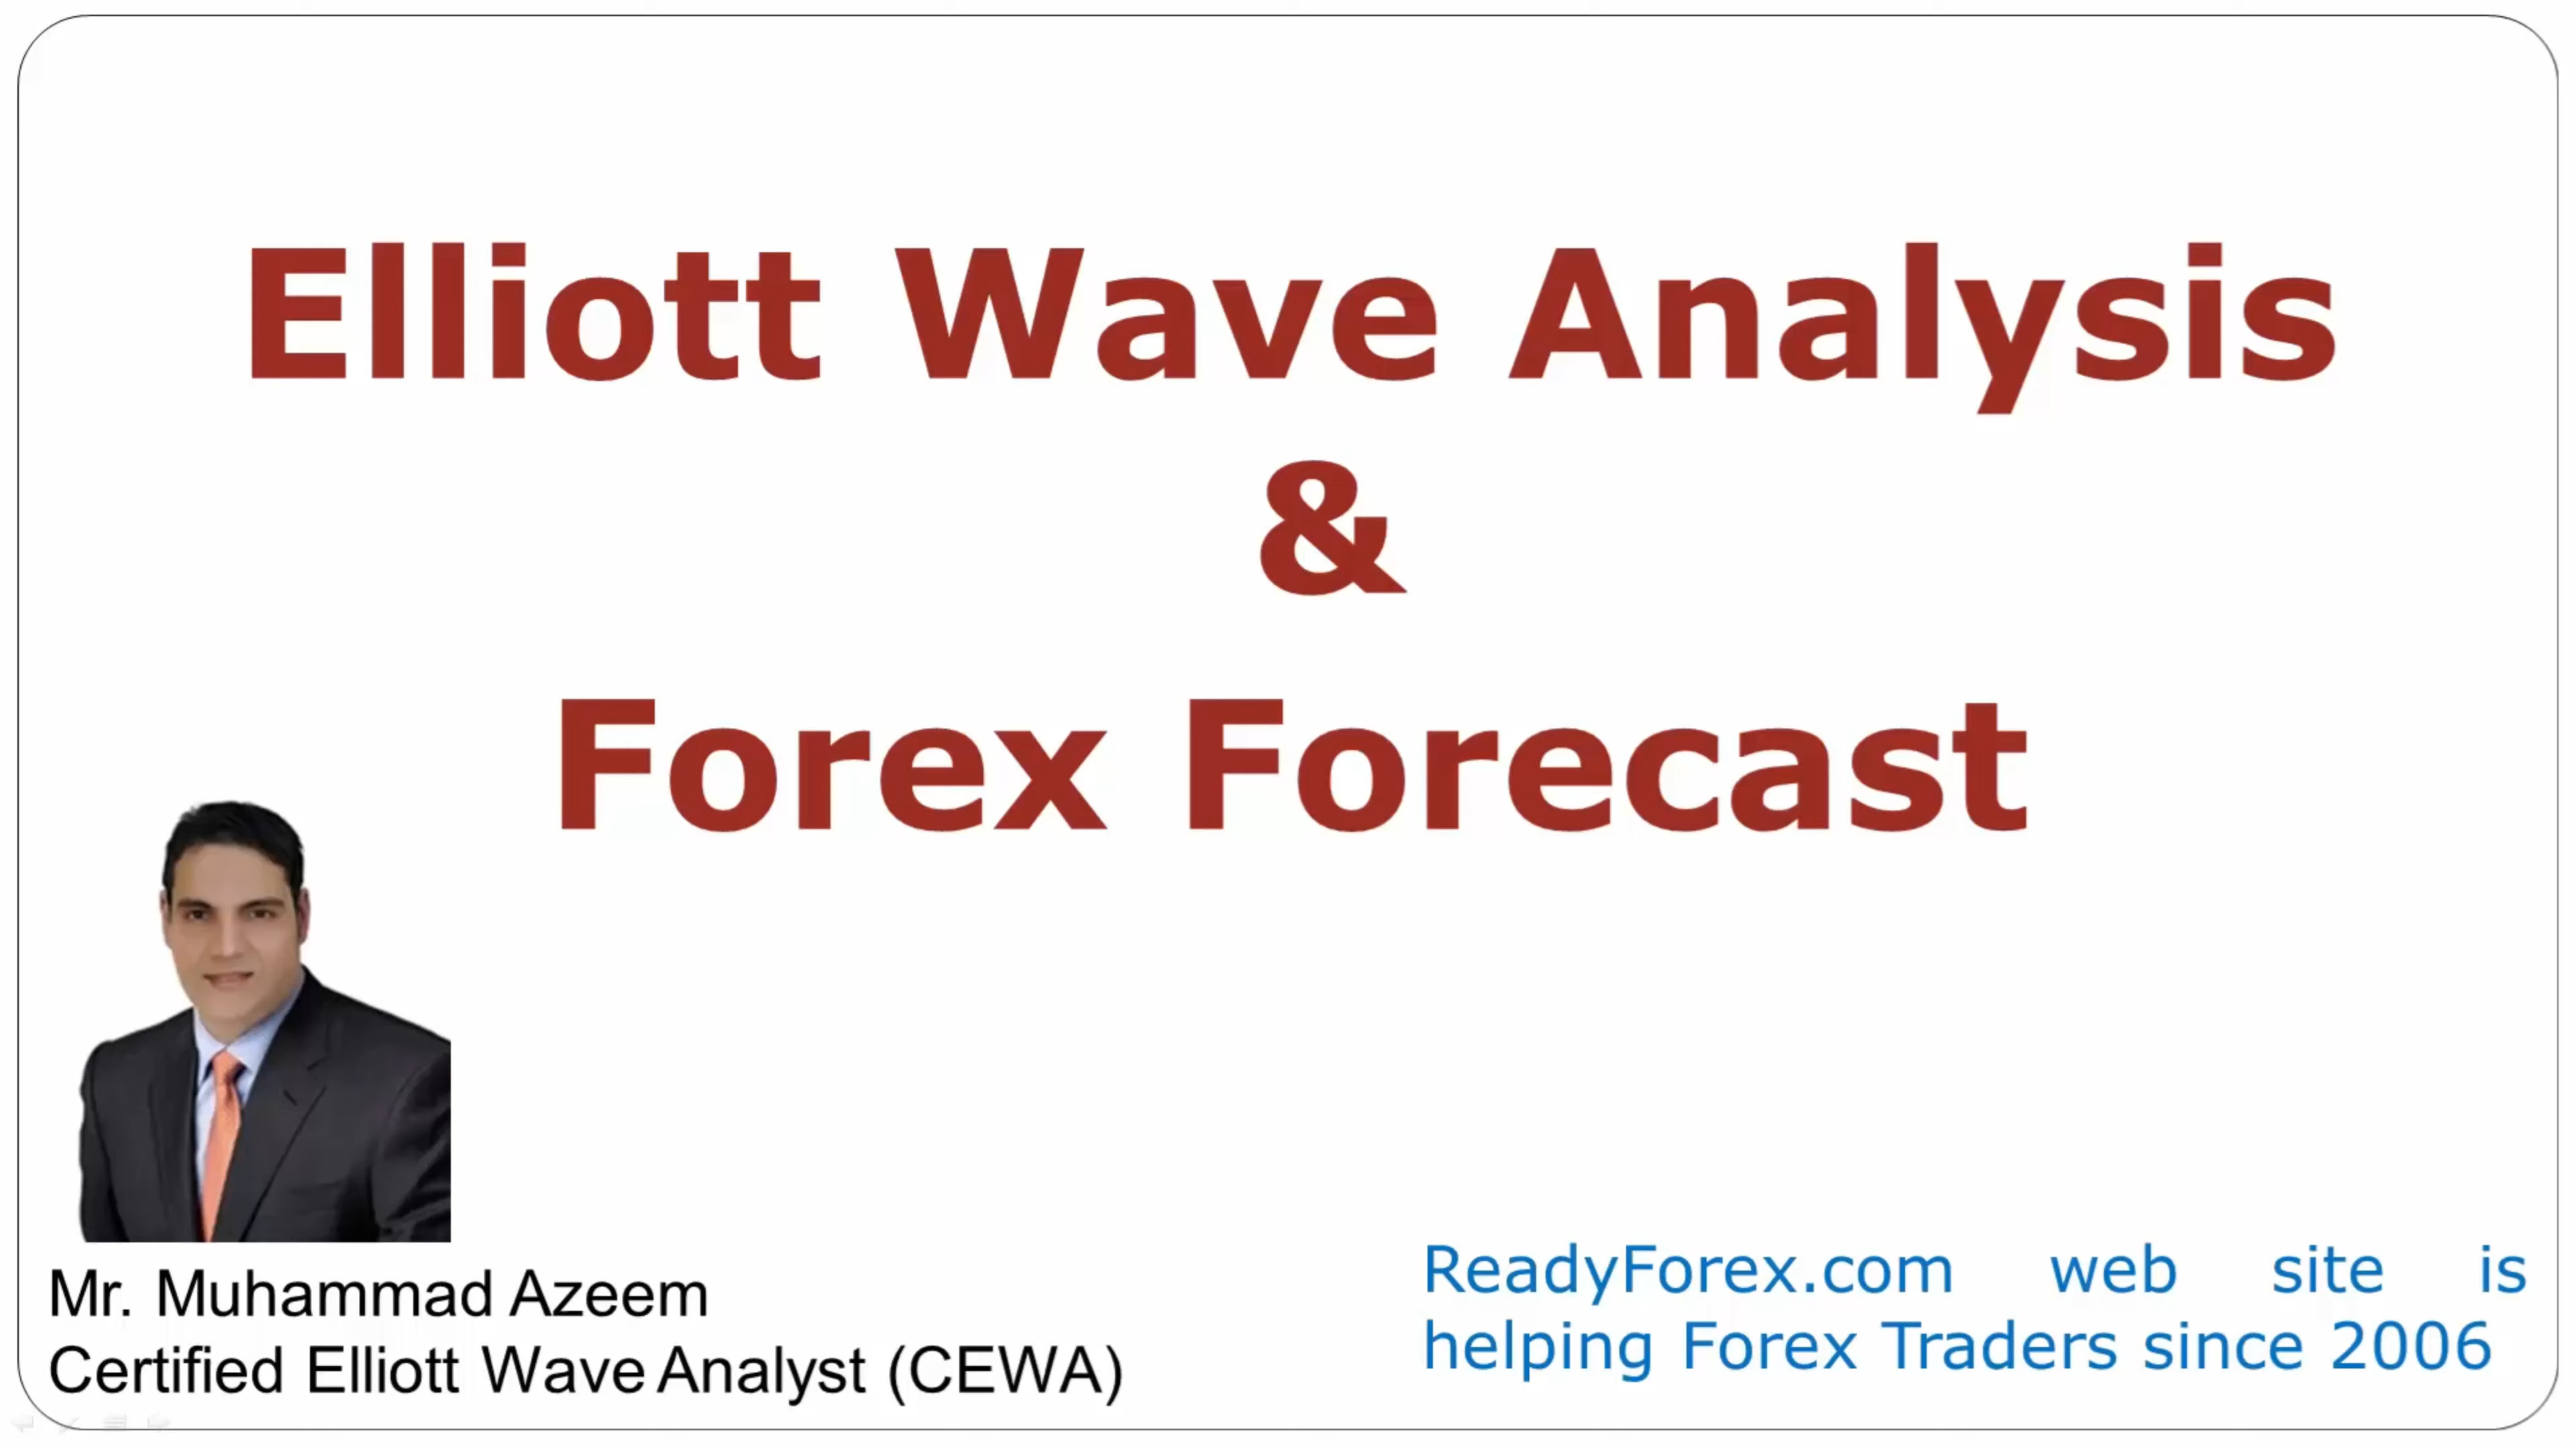 Elliott Wave Analysis
&
Forex Forecast
Mr. Muhammad Azeem
Certified Elliott Wave Analyst (CEWA)
ReadyForex.com web site is
helping Forex Traders since 2006